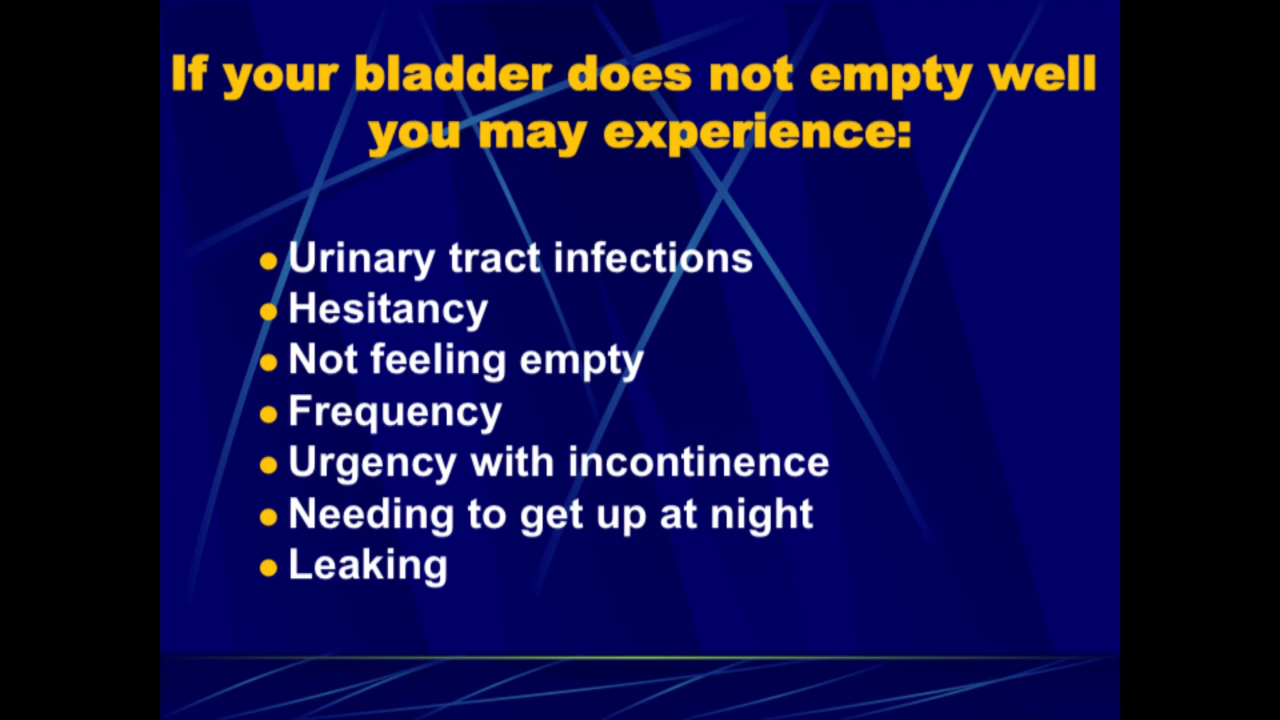 If your bladder does not empty well
you may experience:
Urinary tract infections
Hesitancy
Not feeling empty
Frequency
Urgency with incontinence
Needing to get up at night
Leaking